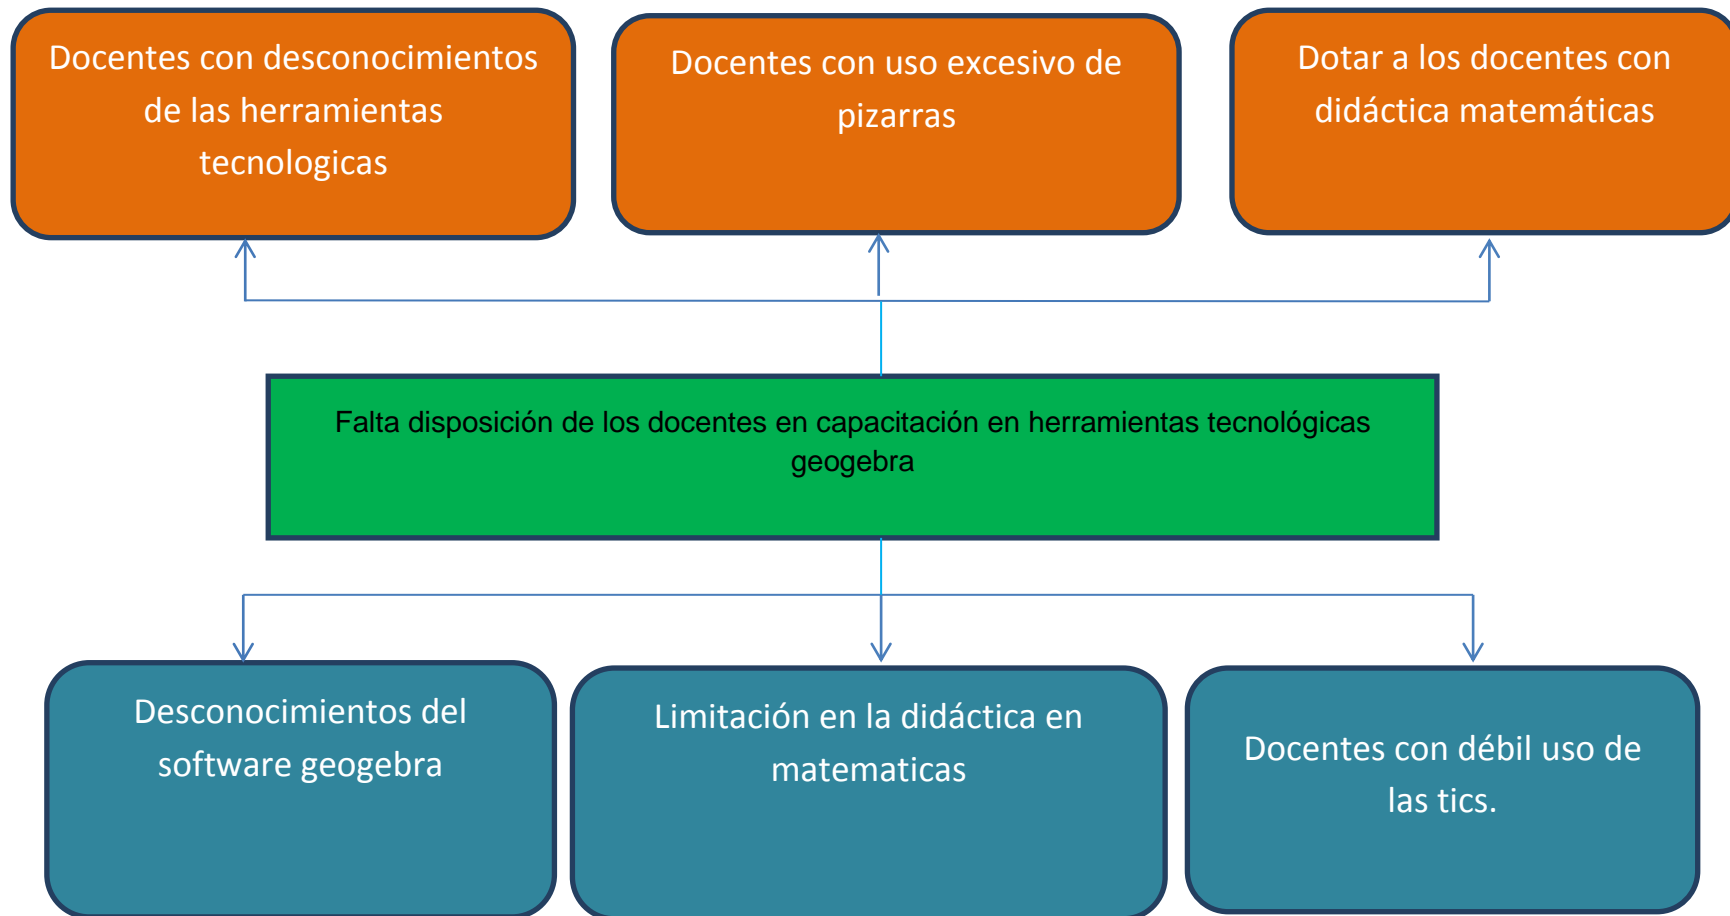 Docentes con desconocimientos
de las herramientas
tecnologicas
Docentes con uso excesivo de
pizarras
Dotar a los docentes con
didáctica matemáticas
Falta disposición de los docentes en capacitación en herramientas tecnológicas
geogebra
Desconocimientos del
software geogebra
Limitación en la didáctica en
matematicas
Docentes con débil uso de
las tics.